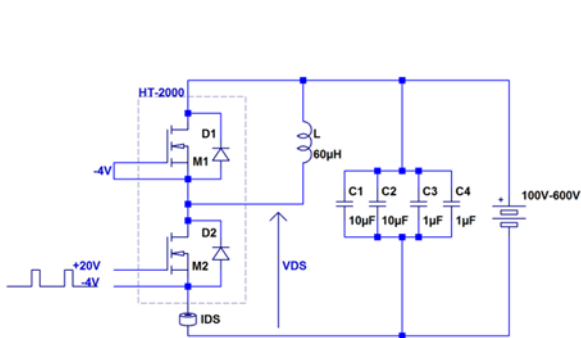 HT-2000
D1
M1
-4V
L
60µH
C1
C2
C3
C4
10µF
10µF
1µF
1µF
+
100V-600V
D2
M2
+20V
-4V
VDS
IDS